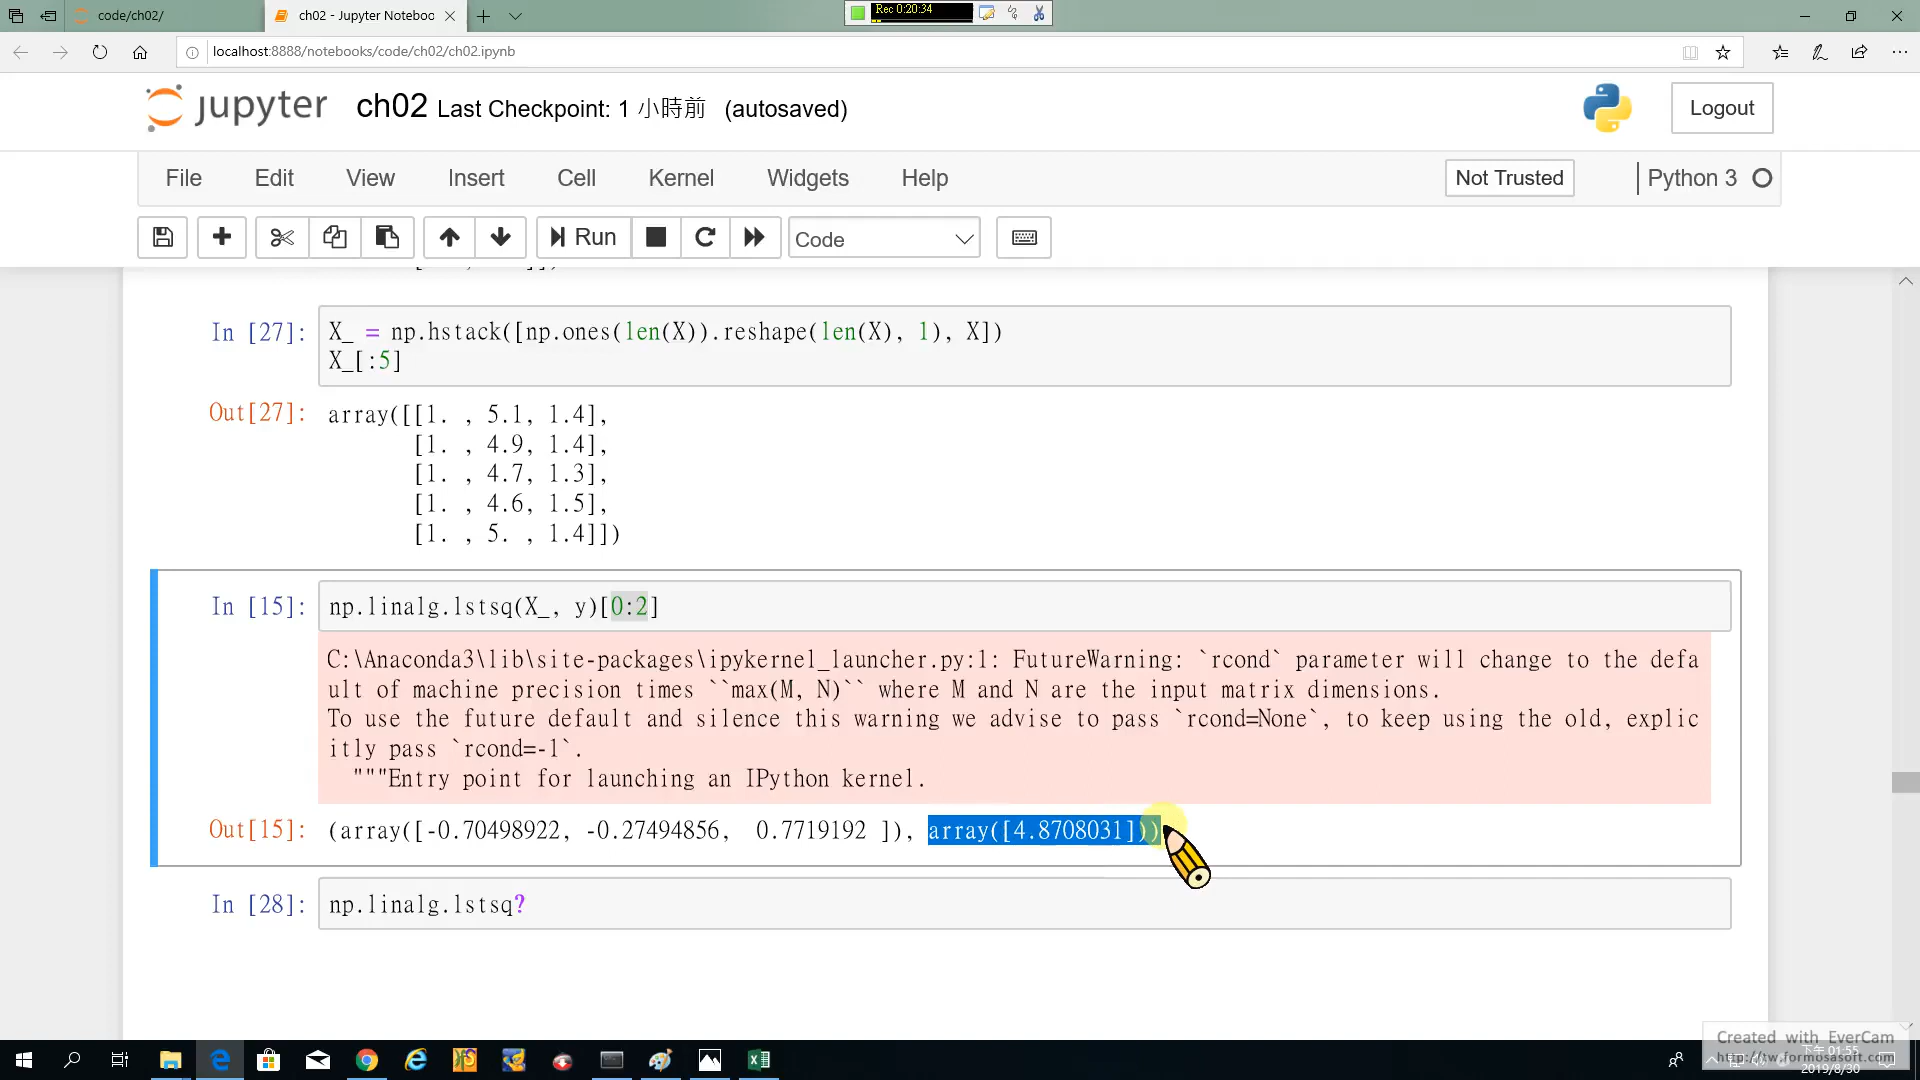 code/ch02/
ch02 - Jupyter Noteboo
Rec 0:20:34
localhost:8888/notebooks/code/ch02/ch02.ipynb
jupyter ch02 Last Checkpoint: 1 小時前 (autosaved)
Logout
File Edit View Insert Cell Kernel Widgets Help
Not Trusted
Python 3
Run
Code
In [27]: X_ = np.hstack([np.ones(len(X)).reshape(len(X), 1), X])
X_[:5]
Out[27]: array([[1. , 5.1, 1.4],
[1. , 4.9, 1.4],
[1. , 4.7, 1.3],
[1. , 4.6, 1.5],
[1. , 5. , 1.4]])
In [15]: np.linalg.lstsq(X_, y)[0:2]
C:\Anaconda3\lib\site-packages\ipykernel_launcher.py:1: FutureWarning: `rcond` parameter will change to the defa
ult of machine precision times ``max(M, N)`` where M and N are the input matrix dimensions.
To use the future default and silence this warning we advise to pass `rcond=None`, to keep using the old, explic
itly pass `rcond=-1`.
"""Entry point for launching an IPython kernel.
Out[15]: (array([-0.70498922, -0.27494856,  0.7719192 ]), array([4.8708031]))
In [28]: np.linalg.lstsq?
Created with EverCam
http://tw.formosasoft.com
下午 01:55
2019/8/30